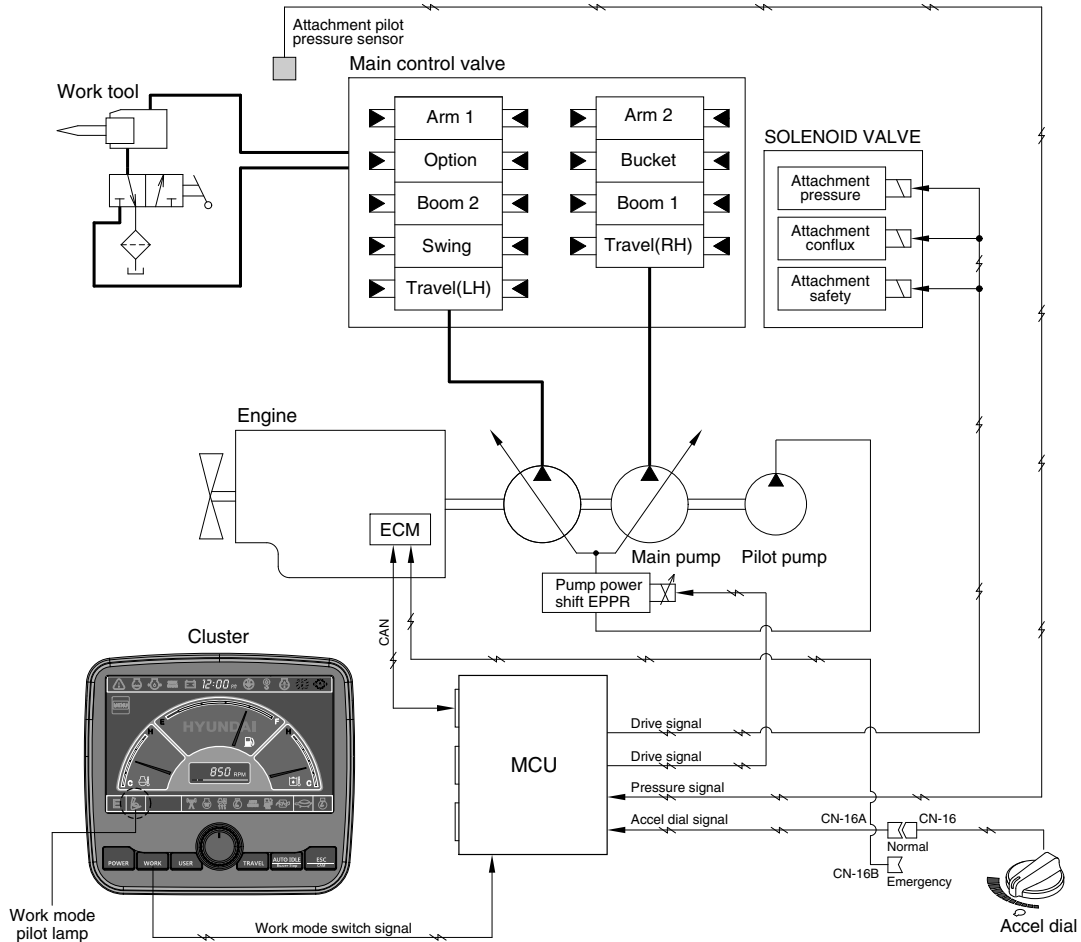 Attachment pilot
pressure sensor
Main control valve
Work tool
Arm 1
Option
Boom 2
Swing
Travel(LH)
Arm 2
Bucket
Boom 1
Travel(RH)
SOLENOID VALVE
Attachment
pressure
Attachment
conflux
Attachment
safety
Engine
ECM
Main pump
Pilot pump
Pump power
shift EPPR
CAN
Cluster
12:00
MENU
E
F
HYUNDAI
H
H
C
C
850 RPM
E
POWER
WORK
USER
TRAVEL
AUTO IDLE
ESC
CAM
MCU
Drive signal
Drive signal
Pressure signal
Accel dial signal
CN-16A
CN-16
Normal
CN-16B
Emergency
Accel dial
Work mode
pilot lamp
Work mode switch signal